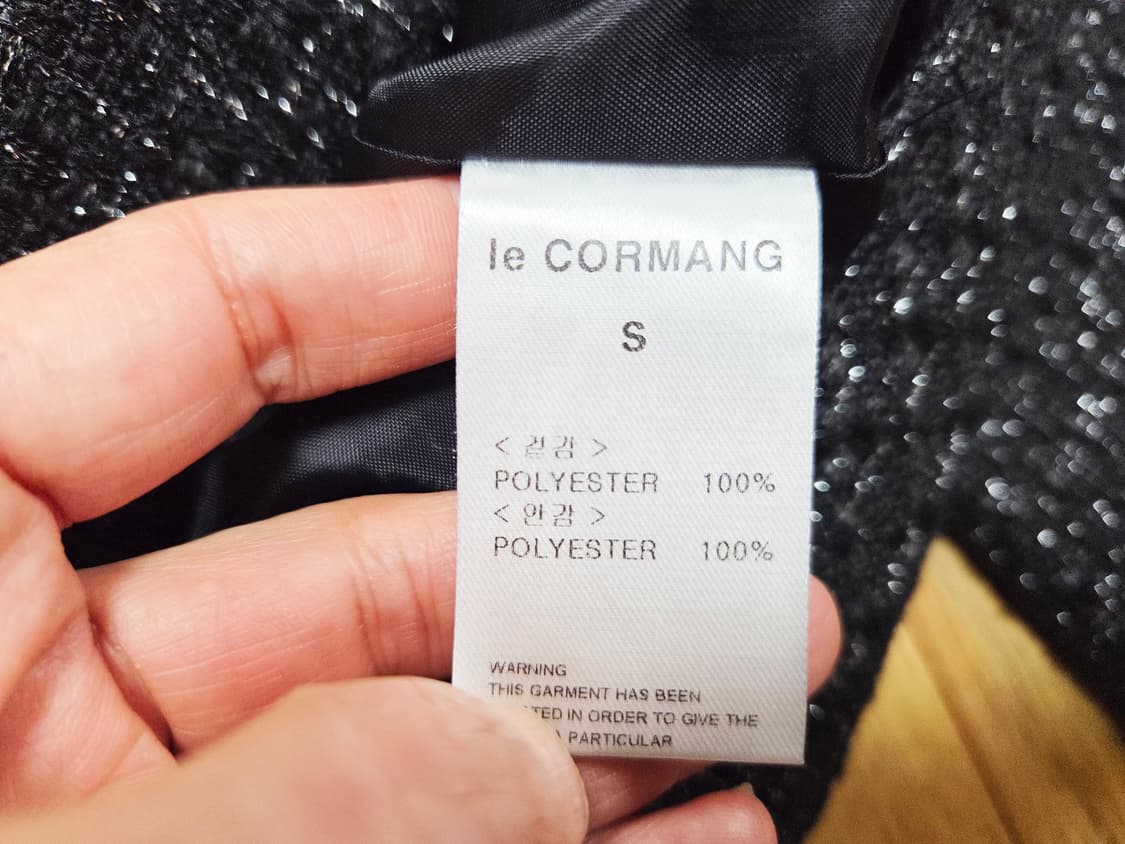 le CORMANG
S
< 겉감 >
POLYESTER 100%
< 안감 >
POLYESTER 100%
WARNING
THIS GARMENT HAS BEEN
IN ORDER TO GIVE THE
PARTICULAR